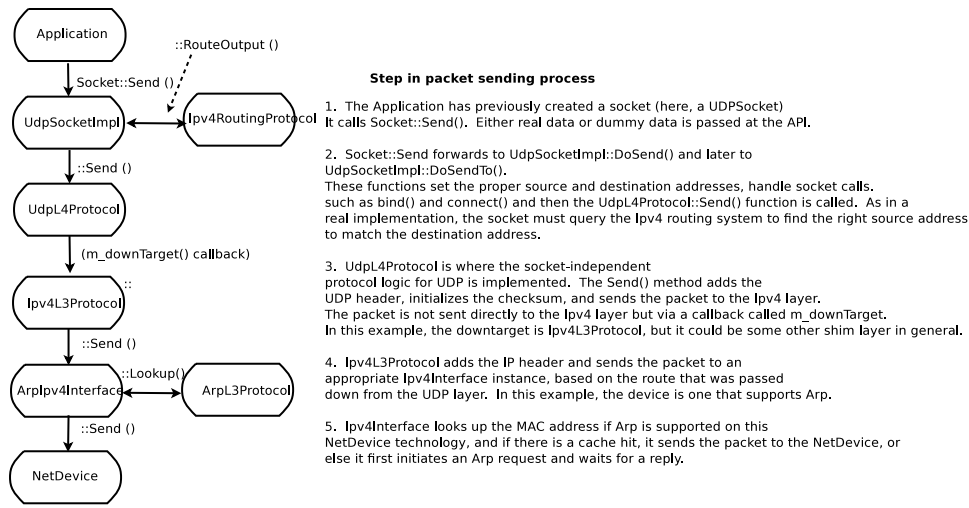 Application
::RouteOutput ()
Socket::Send ()
UdpSocketImpl
Ipv4RoutingProtocol
::Send ()
UdpL4Protocol
(m_downTarget() callback)
::
Ipv4L3Protocol
::Send ()
::Lookup()
ArpIpv4Interface
ArpL3Protocol
::Send ()
NetDevice
Step in packet sending process
1. The Application has previously created a socket (here, a UDPSocket)
It calls Socket::Send(). Either real data or dummy data is passed at the API.
2. Socket::Send forwards to UdpSocketImpl::DoSend() and later to
UdpSocketImpl::DoSendTo().
These functions set the proper source and destination addresses, handle socket calls.
such as bind() and connect() and then the UdpL4Protocol::Send() function is called. As in a
real implementation, the socket must query the Ipv4 routing system to find the right source address
to match the destination address.
3. UdpL4Protocol is where the socket-independent
protocol logic for UDP is implemented. The Send() method adds the
UDP header, initializes the checksum, and sends the packet to the Ipv4 layer.
The packet is not sent directly to the Ipv4 layer but via a callback called m_downTarget.
In this example, the downtarget is Ipv4L3Protocol, but it could be some other shim layer in general.
4. Ipv4L3Protocol adds the IP header and sends the packet to an
appropriate Ipv4Interface instance, based on the route that was passed
down from the UDP layer. In this example, the device is one that supports Arp.
5. Ipv4Interface looks up the MAC address if Arp is supported on this
NetDevice technology, and if there is a cache hit, it sends the packet to the NetDevice, or
else it first initiates an Arp request and waits for a reply.